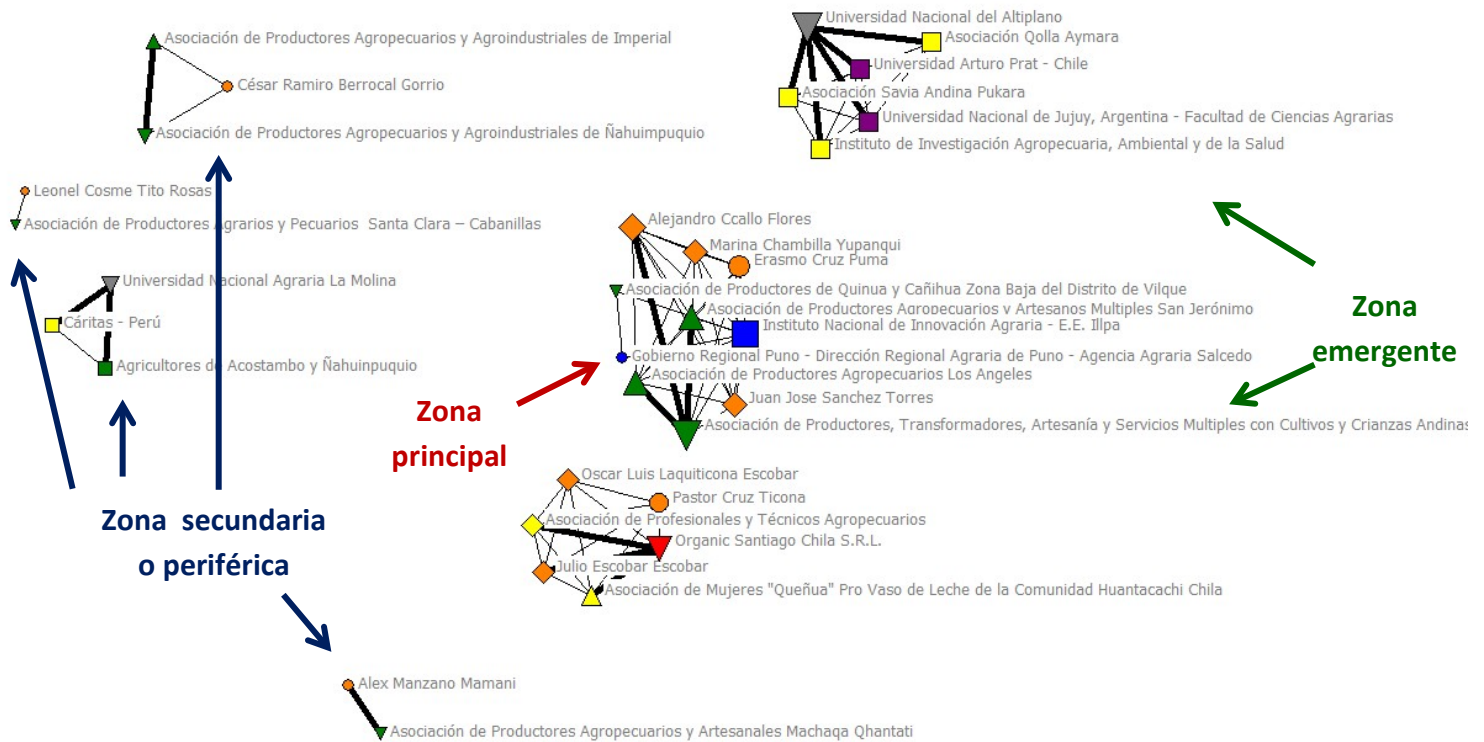 Asociación de Productores Agropecuarios y Agroindustriales de Imperial
César Ramiro Berrocal Gorrio
Asociación de Productores Agropecuarios y Agroindustriales de Ñahuimpuquio
Leonel Cosme Tito Rosas
Asociación de Productores Agrarios y Pecuarios Santa Clara – Cabanillas
Universidad Nacional Agraria La Molina
Cáritas - Perú
Agricultores de Acostambo y Ñahuinpuquio
Zona secundaria
o periférica
Universidad Nacional del Altiplano
Asociación Qolla Aymara
Universidad Arturo Prat - Chile
Asociación Savia Andina Pukara
Universidad Nacional de Jujuy, Argentina - Facultad de Ciencias Agrarias
Instituto de Investigación Agropecuaria, Ambiental y de la Salud
Alejandro Ccallo Flores
Marina Chambilla Yupanqui
Erasmo Cruz Puma
Asociación de Productores de Quinua y Cañihua Zona Baja del Distrito de Vilque
Asociación de Productores Agropecuarios y Artesanos Multiples San Jerónimo
Instituto Nacional de Innovación Agraria - E.E. Illpa
Gobierno Regional Puno - Dirección Regional Agraria de Puno - Agencia Agraria Salcedo
Asociación de Productores Agropecuarios Los Angeles
Juan Jose Sanchez Torres
Asociación de Productores, Transformadores, Artesanía y Servicios Multiples con Cultivos y Crianzas Andinas
Zona
principal
Zona
emergente
Oscar Luis Laquiticona Escobar
Pastor Cruz Ticona
Asociación de Profesionales y Técnicos Agropecuarios
Organic Santiago Chila S.R.L.
Julio Escobar Escobar
Asociación de Mujeres "Queñua" Pro Vaso de Leche de la Comunidad Huantacachi Chila
Alex Manzano Mamani
Asociación de Productores Agropecuarios y Artesanales Machaqa Qhantati